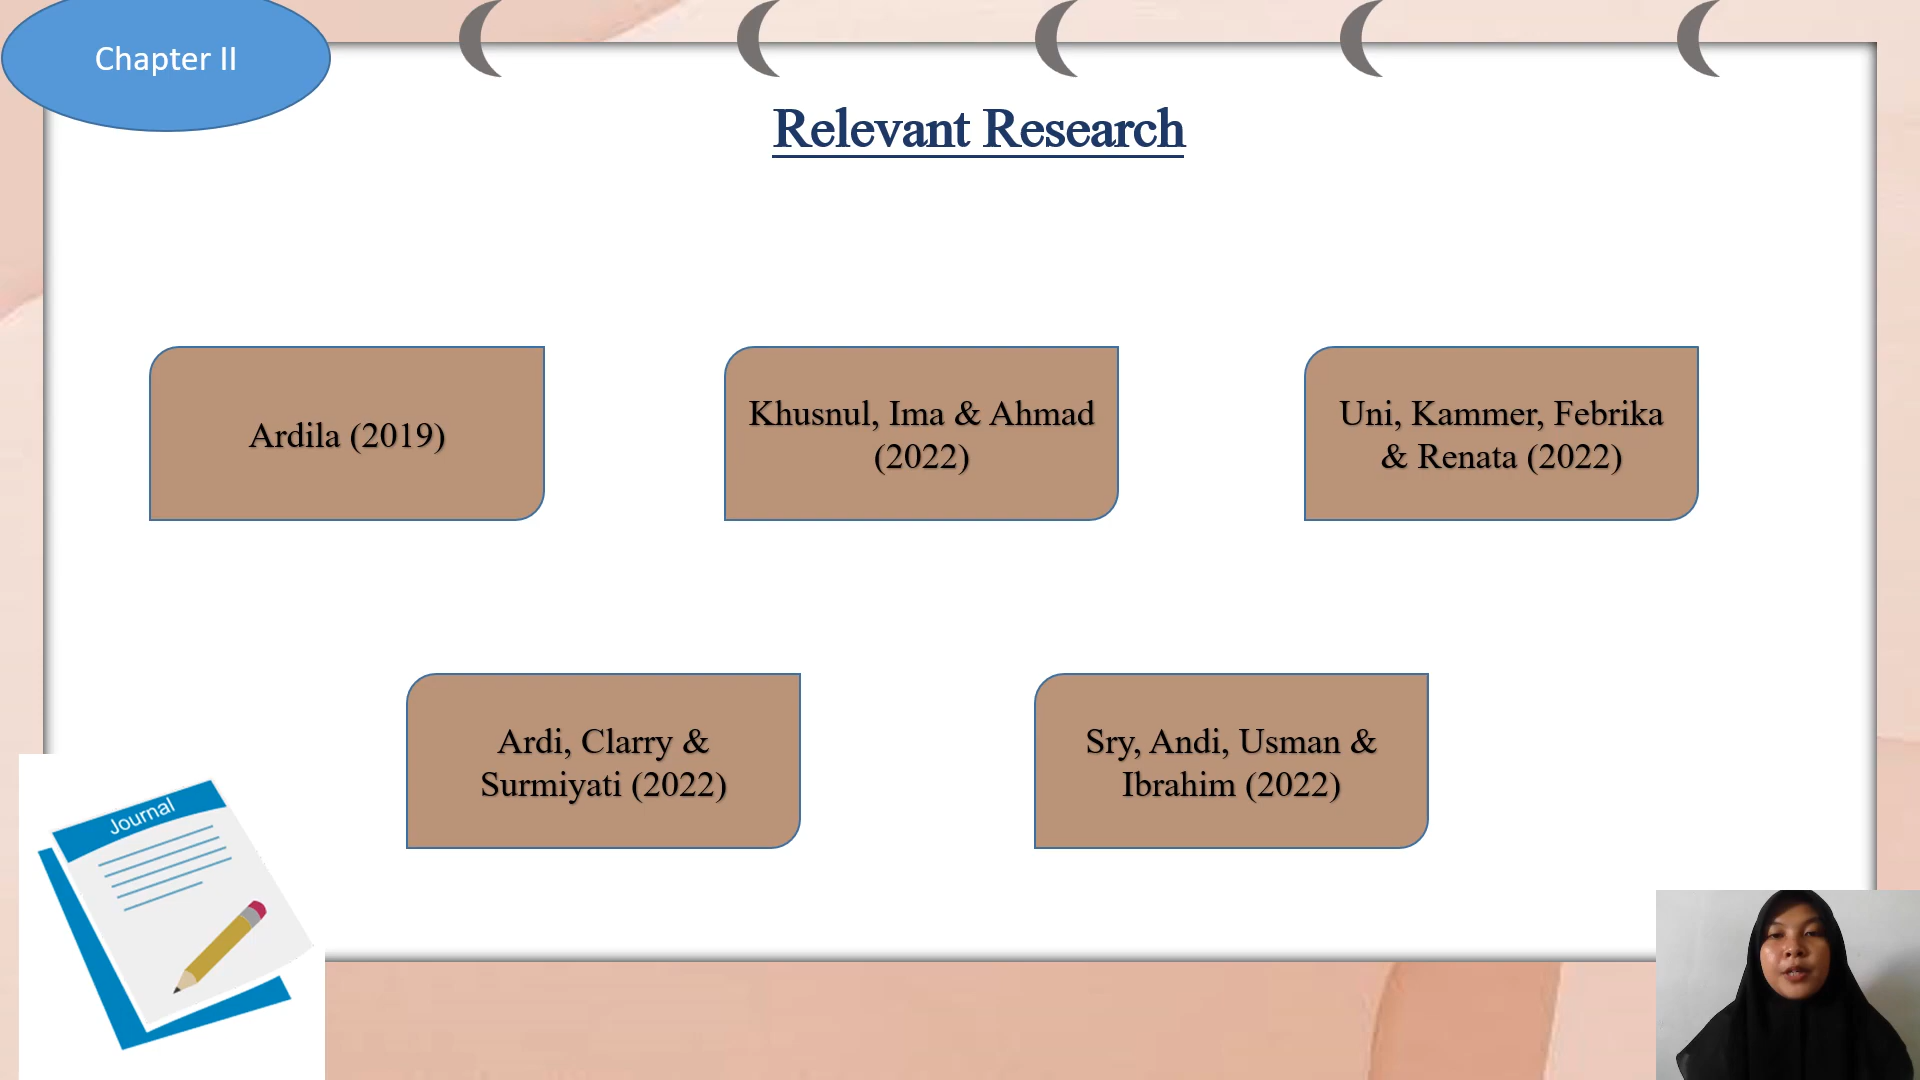 Chapter II
Relevant Research
Ardila (2019)
Khusnul, Ima & Ahmad
(2022)
Uni, Kammer, Febrika
& Renata (2022)
Ardi, Clarry &
Surmiyati (2022)
Sry, Andi, Usman &
Ibrahim (2022)
Journal